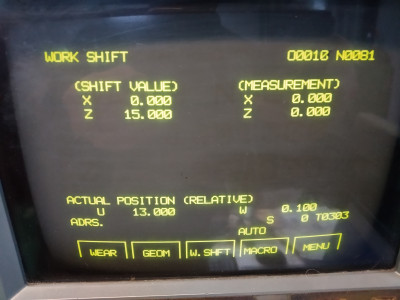 WORK SHIFT O0010 N0081
(SHIFT VALUE) (MEASUREMENT)
X 0.000 X 0.000
Z 15.000 Z 0.000
ACTUAL POSITION (RELATIVE)
U 13.000 W 0.100
ADRS. S 0 T0303
AUTO
WEAR GEOM W.SHFT MACRO MENU